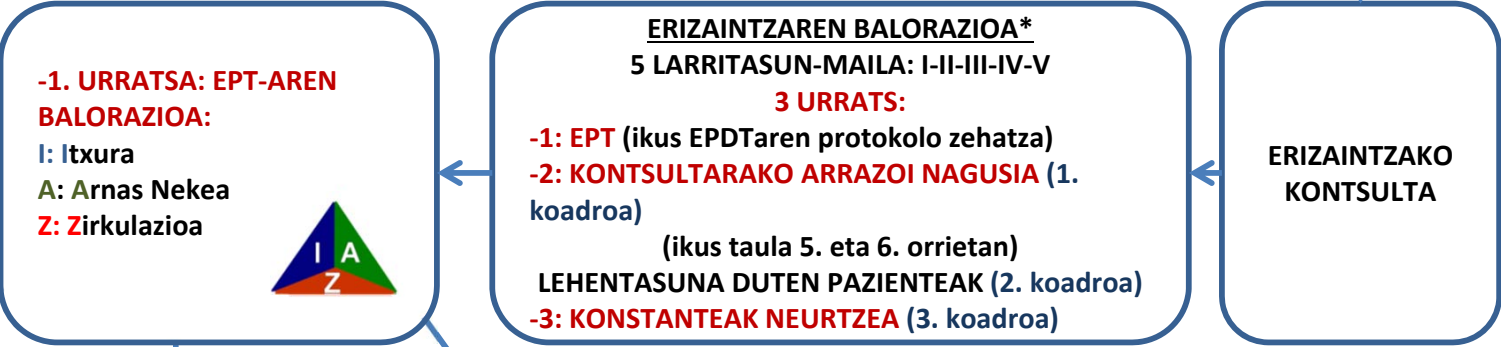 -1. URRATSA: EPT-AREN
BALORAZIOA:
I: Itxura
A: Arnas Nekea
Z: Zirkulazioa
I A
Z
ERIZAINTZAREN BALORAZIOA*
5 LARRITASUN-MAILA: I-II-III-IV-V
3 URRATS:
-1: EPT (ikus EPDTaren protokolo zehatza)
-2: KONTSULTARAKO ARRAZOI NAGUSIA (1.
koadroa)
(ikus taula 5. eta 6. orrietan)
LEHENTASUNA DUTEN PAZIENTEAK (2. koadroa)
-3: KONSTANTEAK NEURTZEA (3. koadroa)
ERIZAINTZAKO
KONTSULTA